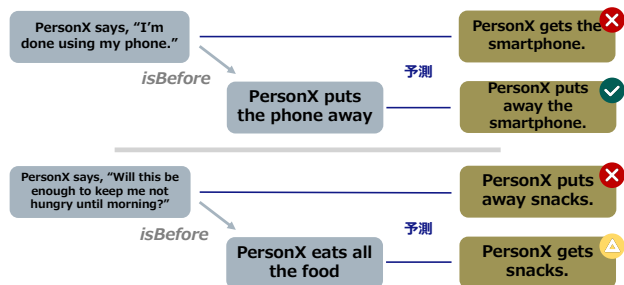 PersonX says, “I’m
done using my phone.”
PersonX gets the
smartphone.
isBefore
予測
PersonX puts
the phone away
PersonX puts
away the
smartphone.
PersonX says, “Will this be
enough to keep me not
hungry until morning?”
PersonX puts
away snacks.
isBefore
予測
PersonX eats all
the food
PersonX gets
snacks.